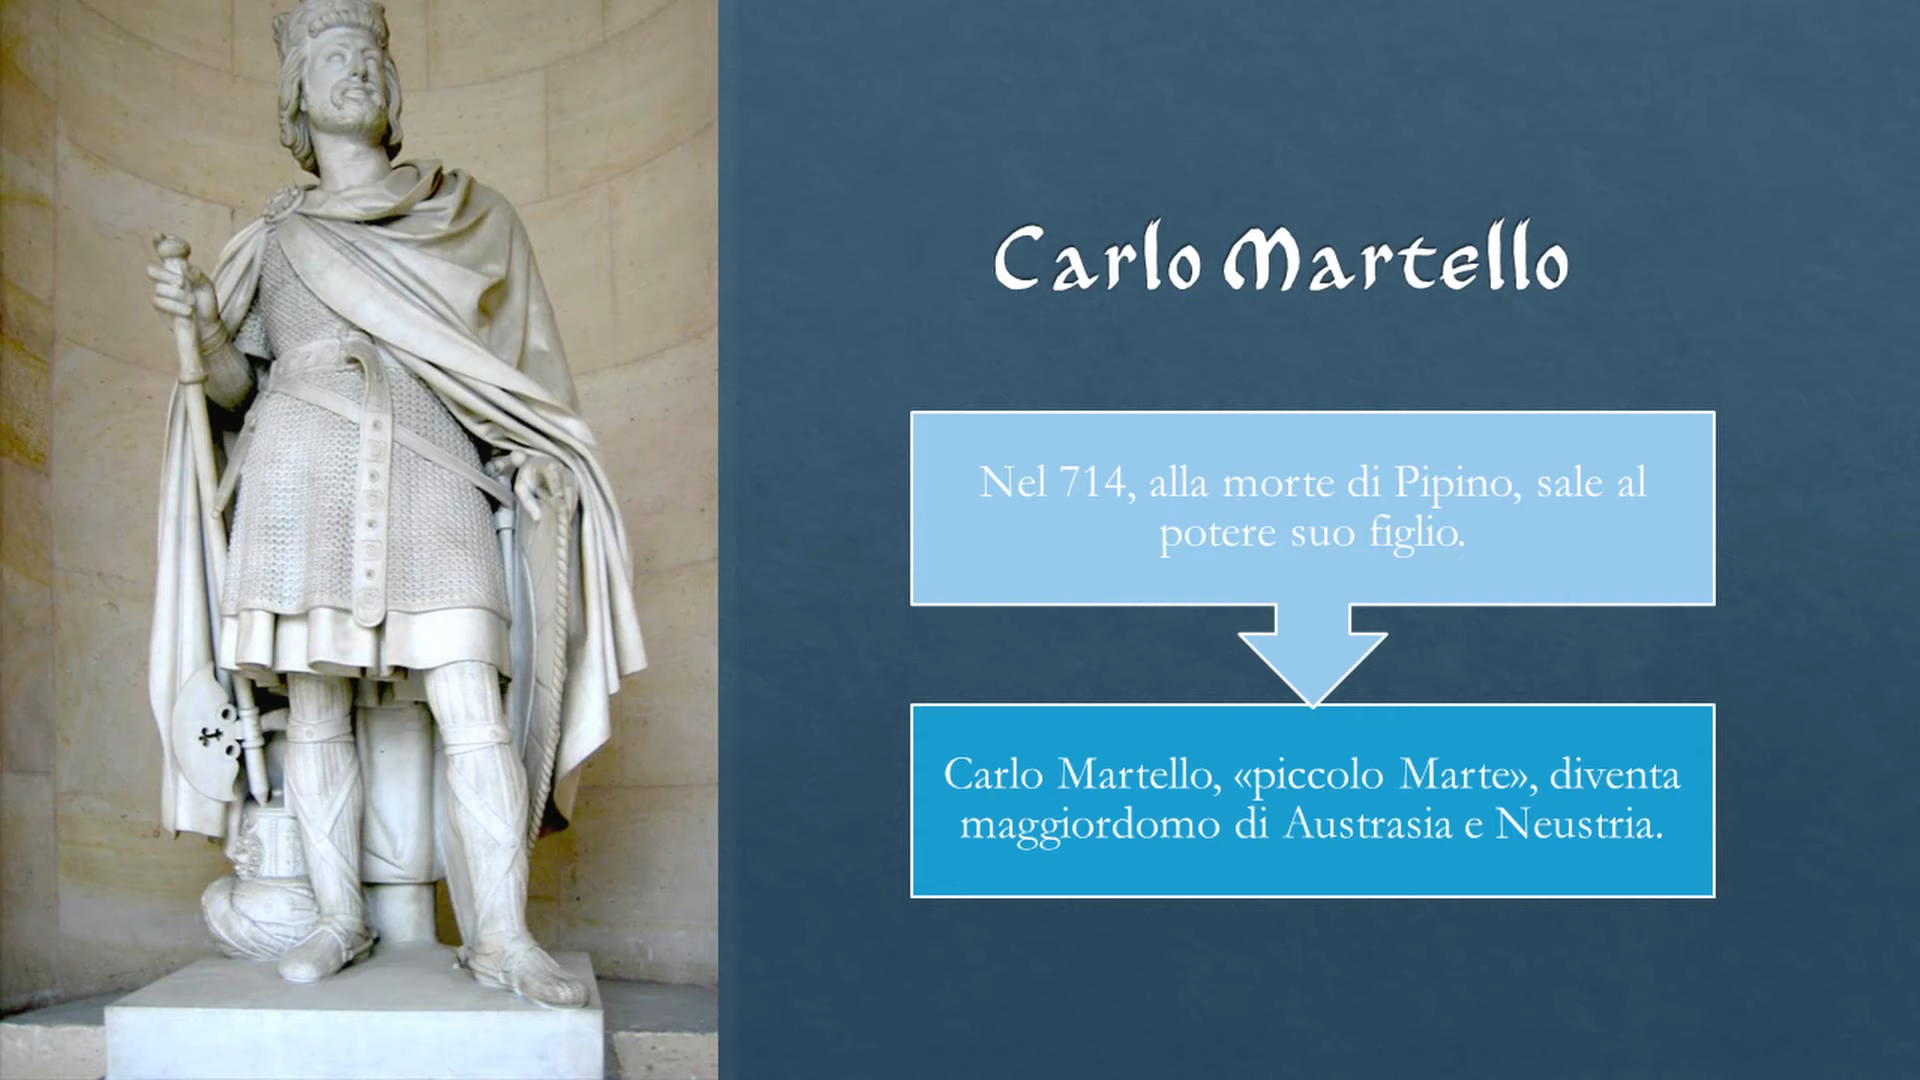 Carlo Martello
Nel 714, alla morte di Pipino, sale al
potere suo figlio.
Carlo Martello, «piccolo Marte», diventa
maggiordomo di Austrasia e Neustria.